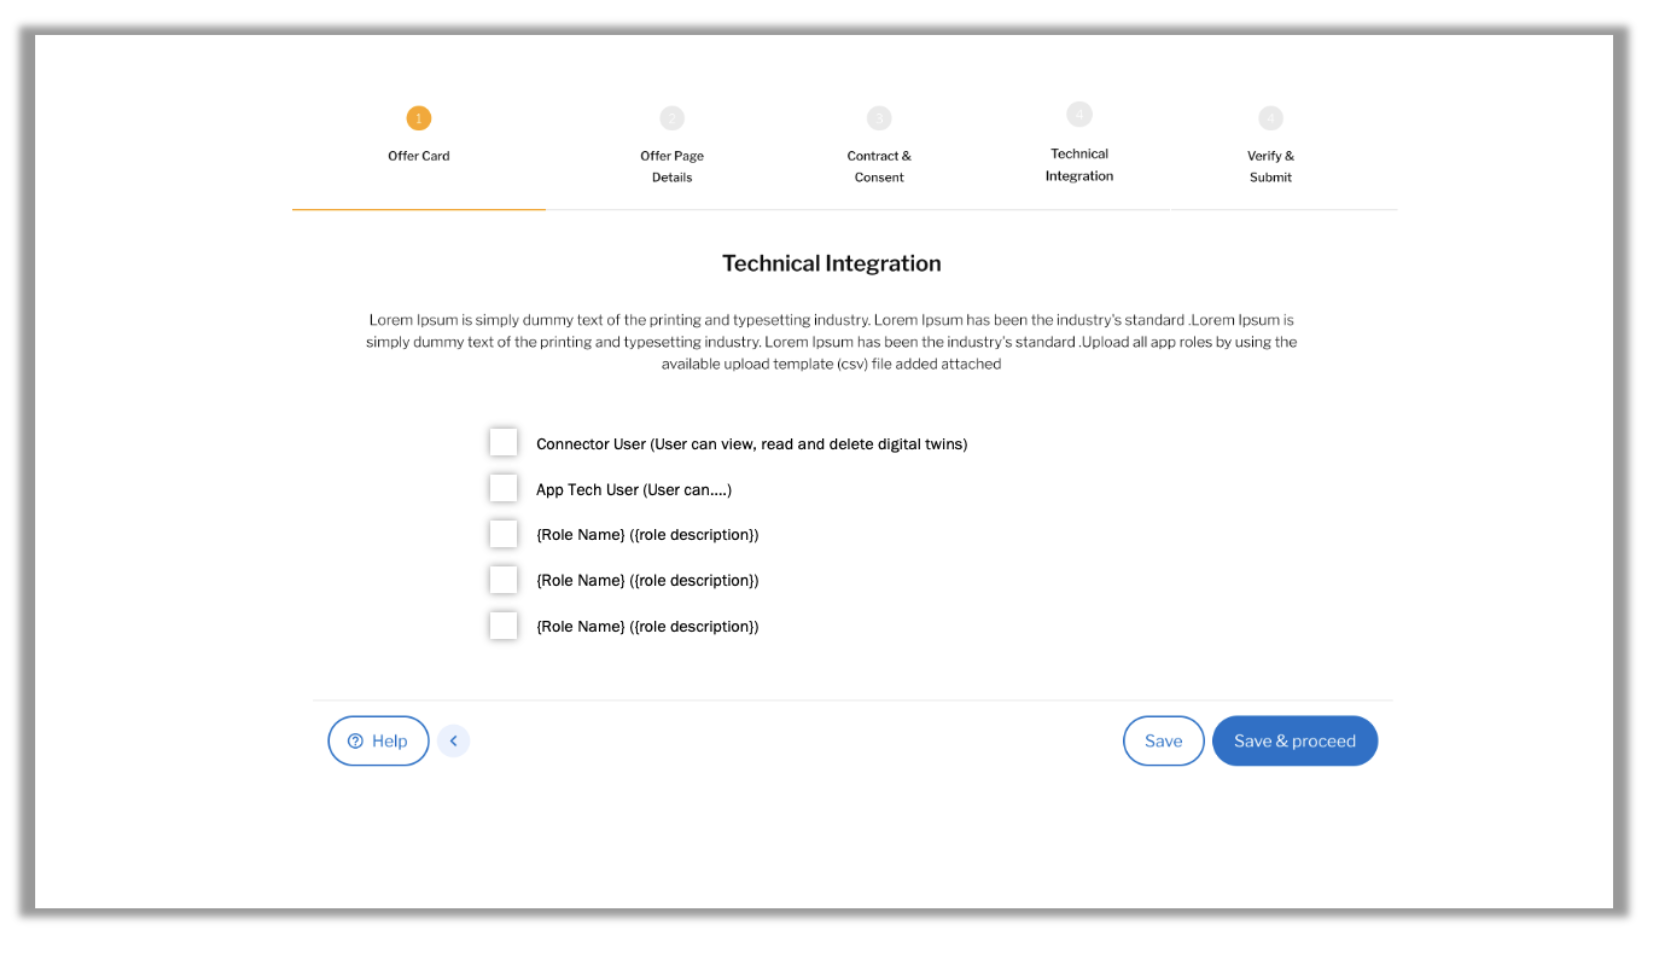 1
2
3
4
4
Offer Card
Offer Page
Details
Contract &
Consent
Technical
Integration
Verify &
Submit
Technical Integration
Lorem Ipsum is simply dummy text of the printing and typesetting industry. Lorem Ipsum has been the industry's standard .Lorem Ipsum is
simply dummy text of the printing and typesetting industry. Lorem Ipsum has been the industry's standard .Upload all app roles by using the
available upload template (csv) file added attached
Connector User (User can view, read and delete digital twins)
App Tech User (User can....)
{Role Name} ({role description})
{Role Name} ({role description})
{Role Name} ({role description})
Help
Save
Save & proceed